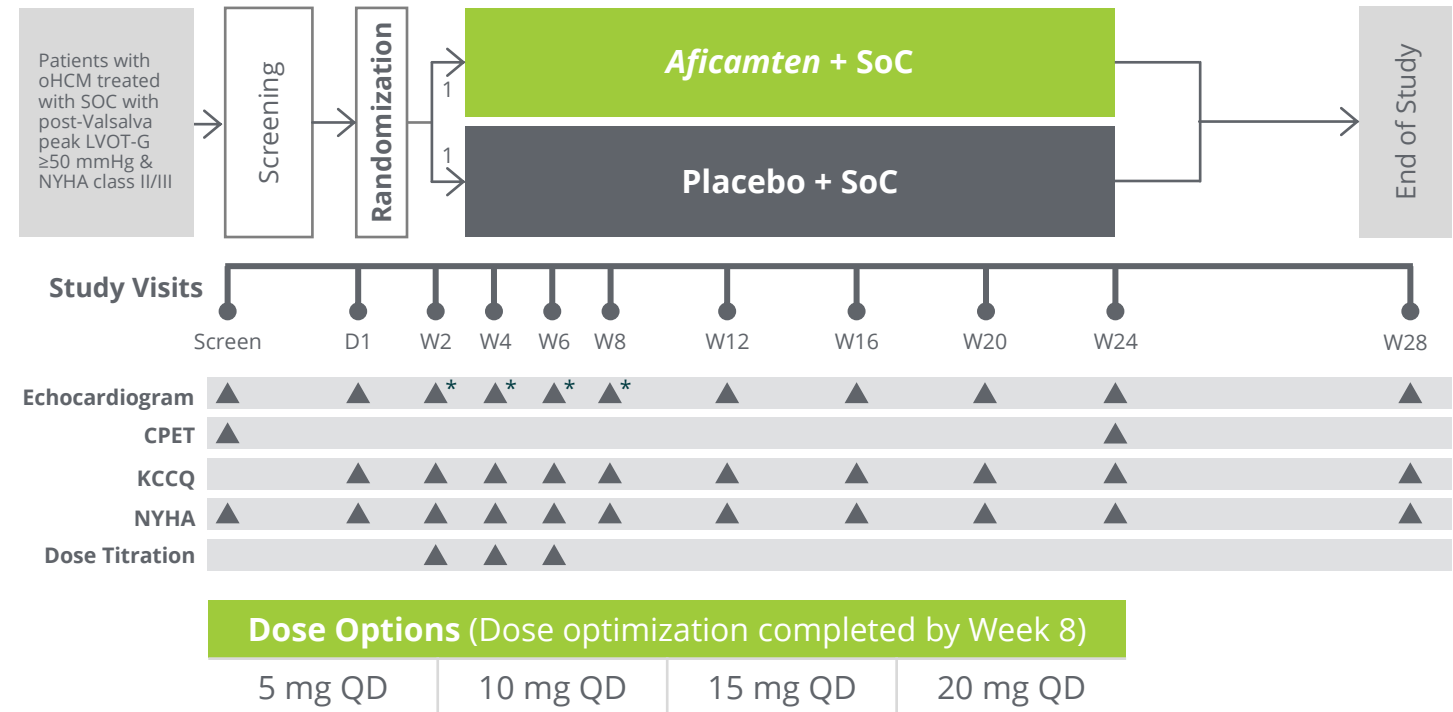 Patients with
oHCM treated
with SOC with
post-Valsalva
peak LVOT-G
≥50 mmHg &
NYHA class II/III
Screening
Randomization
1
1
Aficamten + SoC
Placebo + SoC
End of Study
Study Visits
Screen D1 W2 W4 W6 W8 W12 W16 W20 W24 W28
Echocardiogram * * * *
CPET
KCCQ
NYHA
Dose Titration
Dose Options (Dose optimization completed by Week 8)
5 mg QD 10 mg QD 15 mg QD 20 mg QD